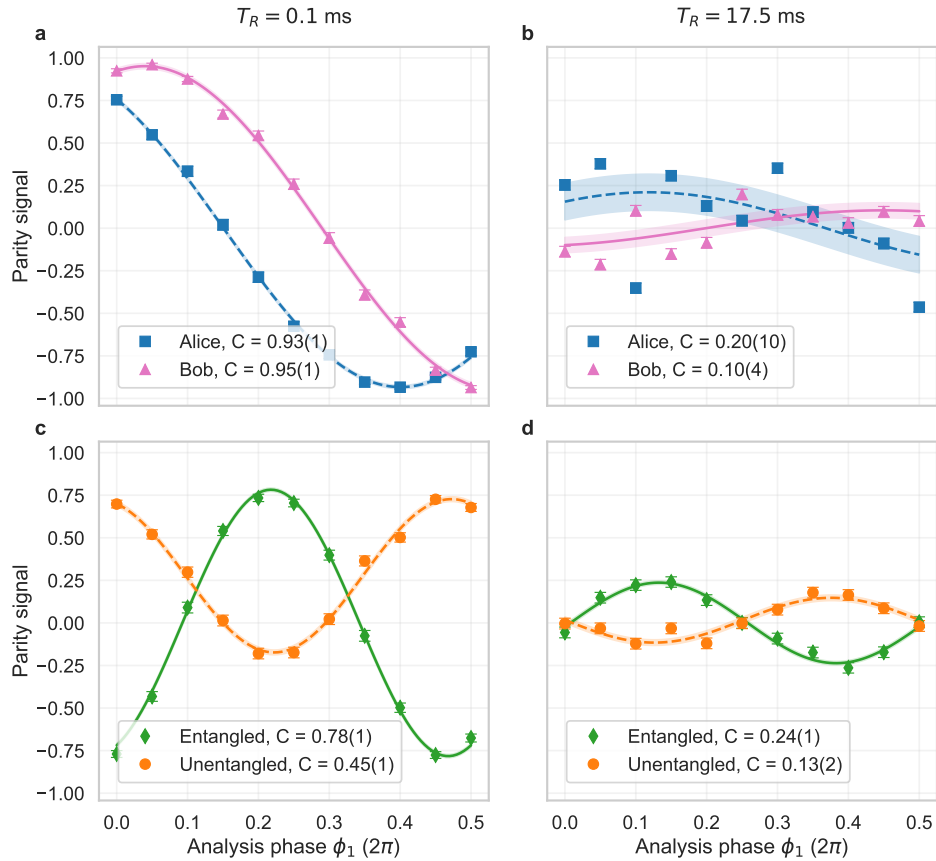 T_R = 0.1 ms
T_R = 17.5 ms
a
b
1.00
0.75
0.50
0.25
0.00
−0.25
−0.50
−0.75
−1.00
Parity signal
Alice, C = 0.93(1)
Bob, C = 0.95(1)
Alice, C = 0.20(10)
Bob, C = 0.10(4)
c
d
1.00
0.75
0.50
0.25
0.00
−0.25
−0.50
−0.75
−1.00
Parity signal
Entangled, C = 0.78(1)
Unentangled, C = 0.45(1)
Entangled, C = 0.24(1)
Unentangled, C = 0.13(2)
0.0 0.1 0.2 0.3 0.4 0.5
0.0 0.1 0.2 0.3 0.4 0.5
Analysis phase ϕ₁ (2π)
Analysis phase ϕ₁ (2π)